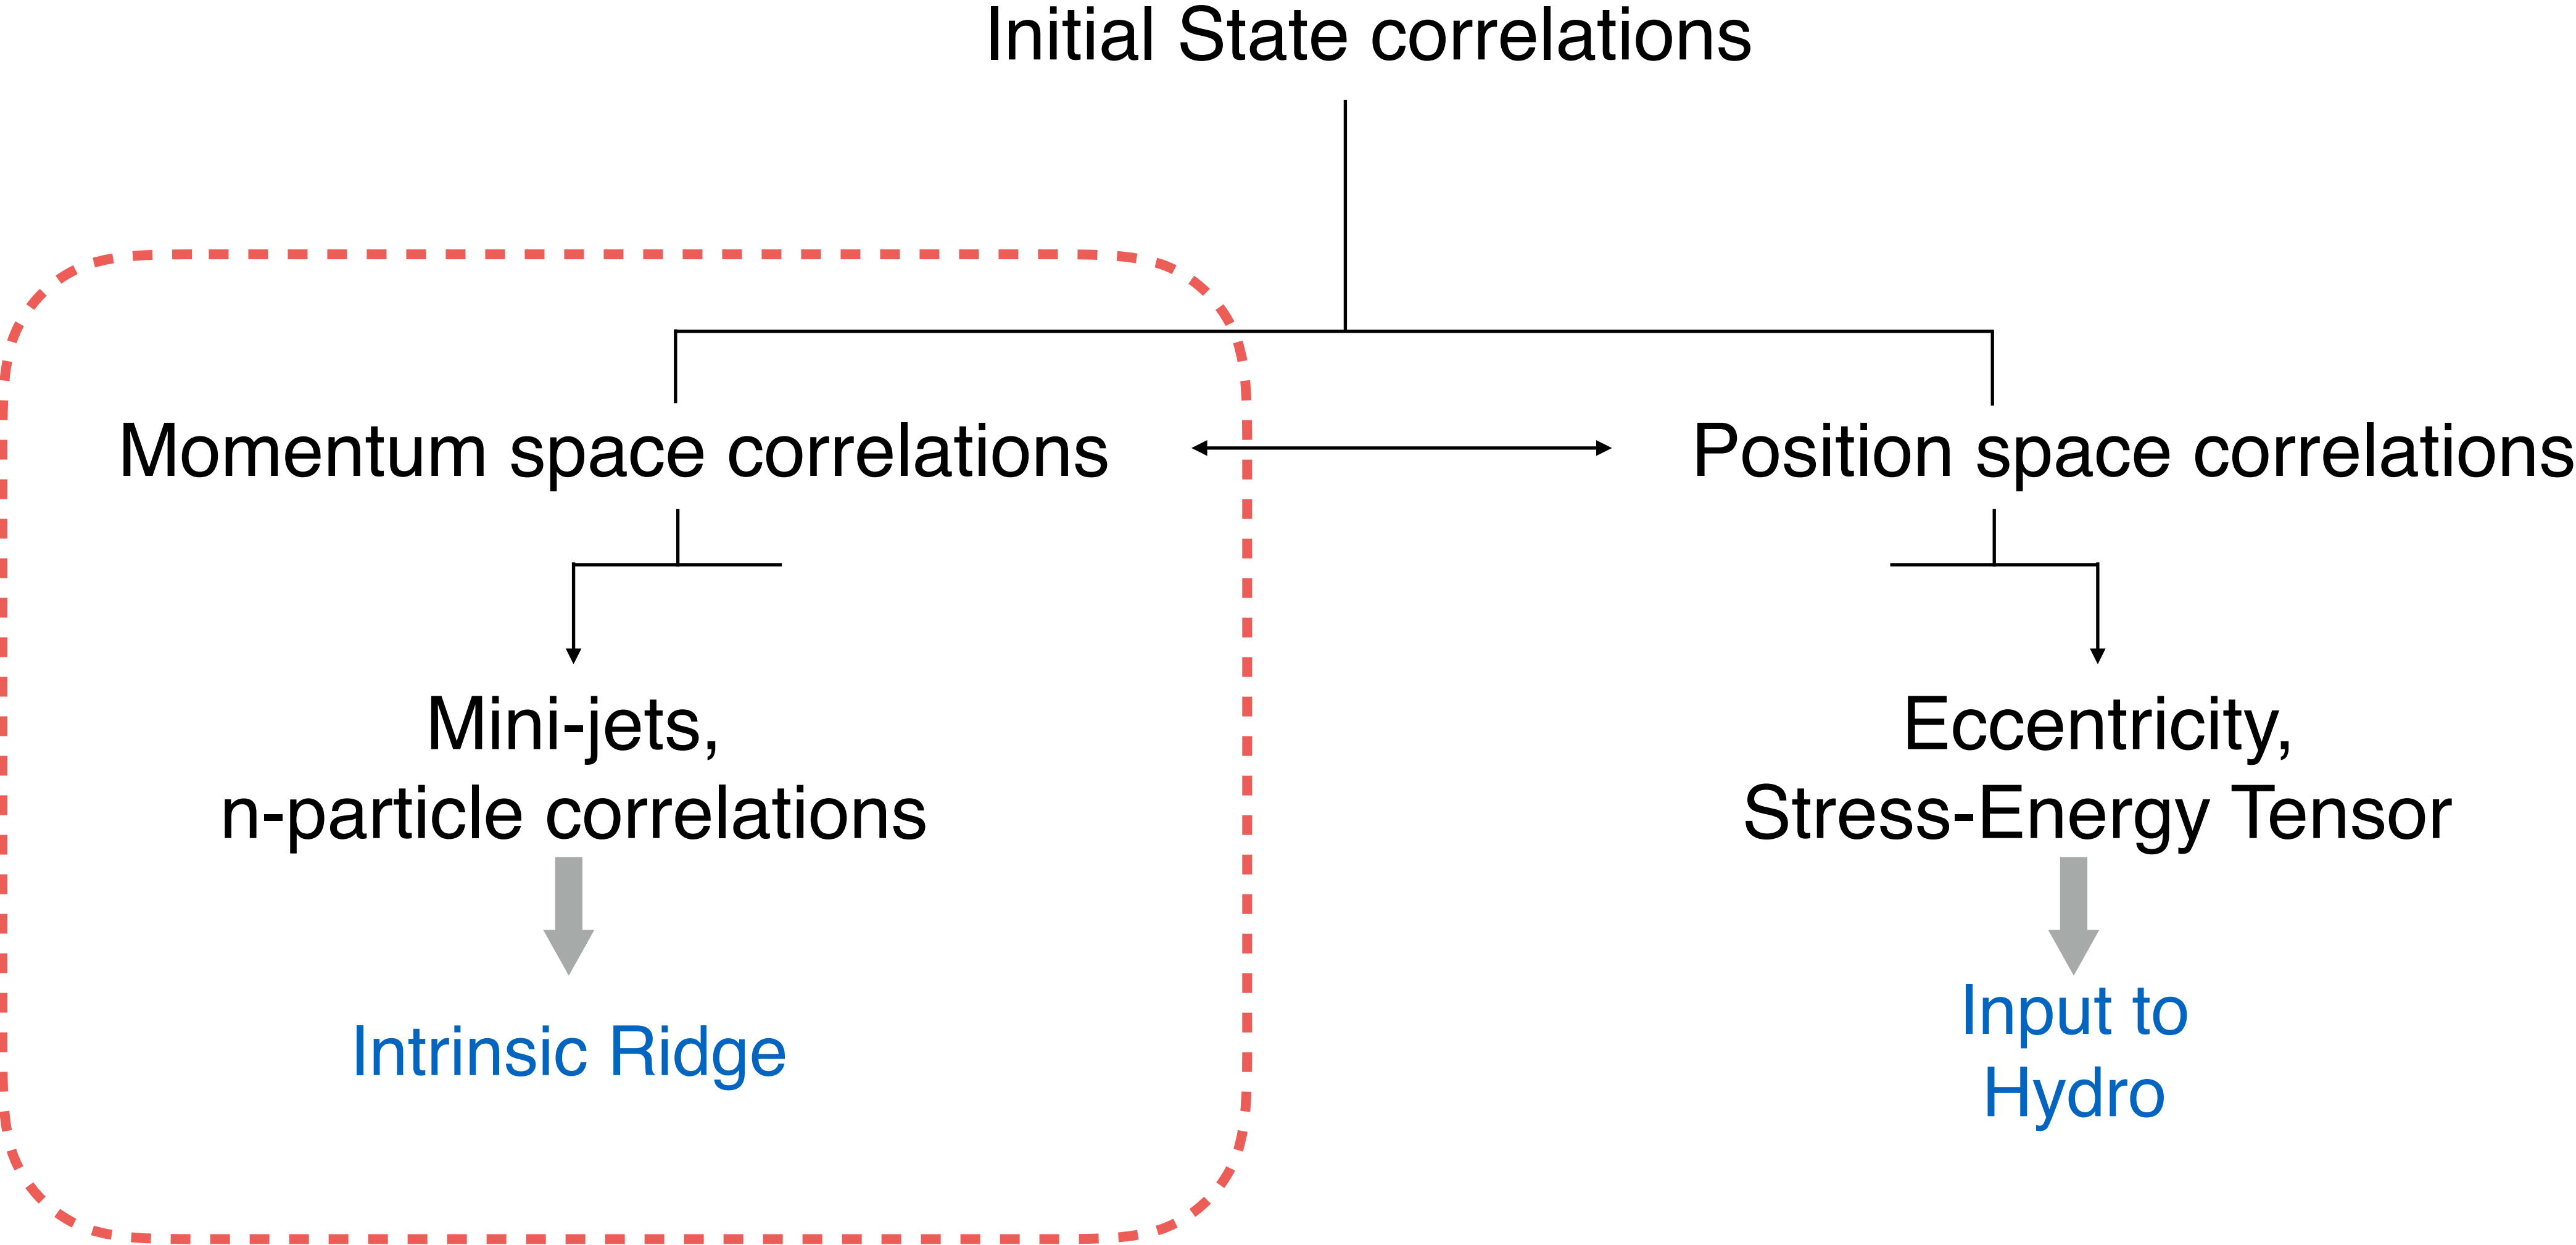 Initial State correlations
Momentum space correlations
Position space correlations
Mini-jets,
n-particle correlations
Eccentricity,
Stress-Energy Tensor
Intrinsic Ridge
Input to
Hydro